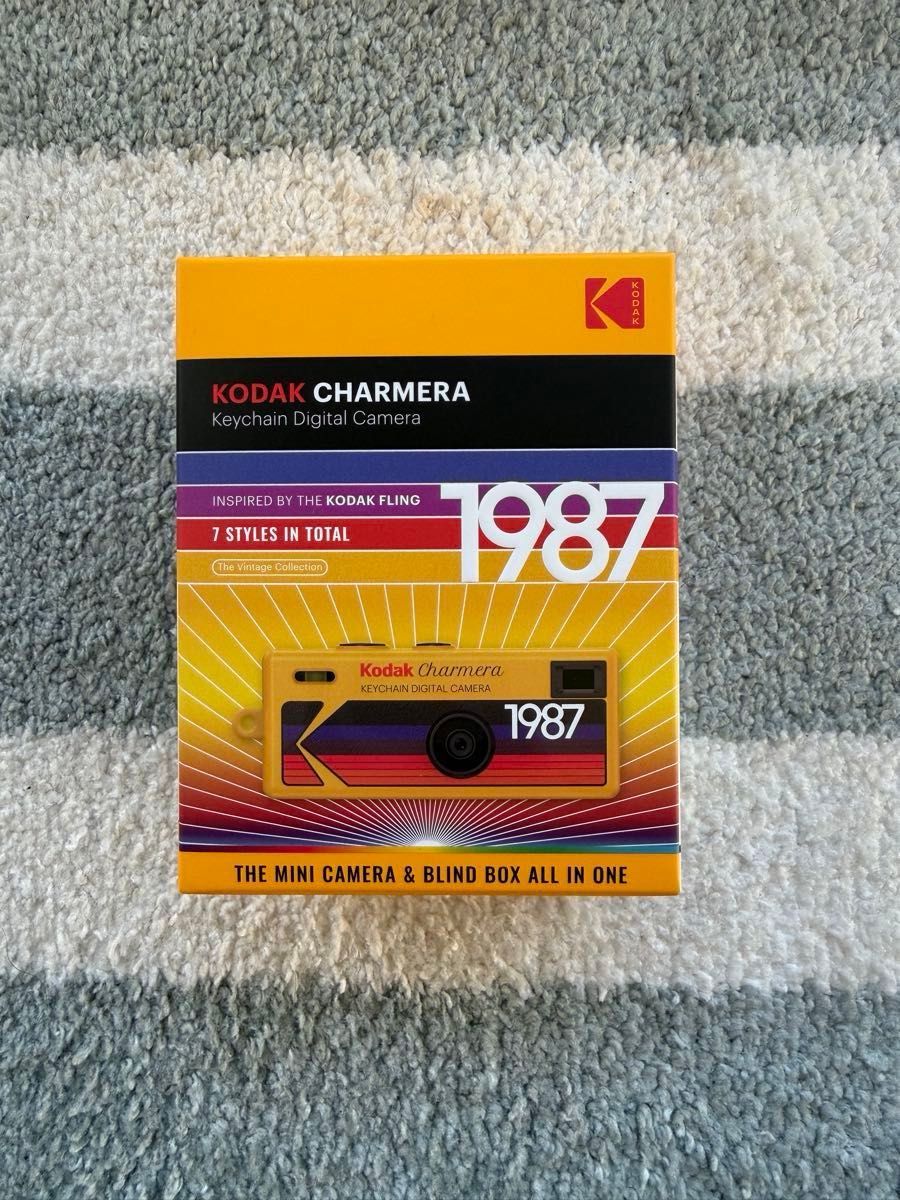 KODAK
KODAK CHARMERA
Keychain Digital Camera
INSPIRED BY THE KODAK FLING
1987
7 STYLES IN TOTAL
The Vintage Collection
Kodak Charmera
KEYCHAIN DIGITAL CAMERA
1987
THE MINI CAMERA & BLIND BOX ALL IN ONE